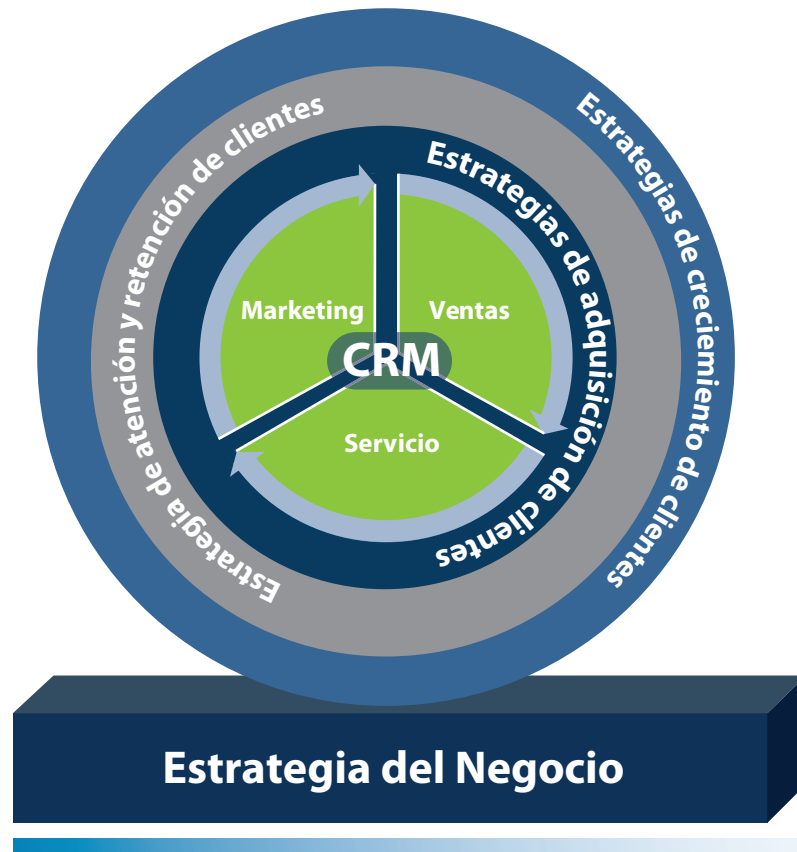 Estrategias de creciemiento de clientes
Estrategia de atención y retención de clientes
Estrategias de adquisición de clientes
Marketing
Ventas
CRM
Servicio
Estrategia del Negocio